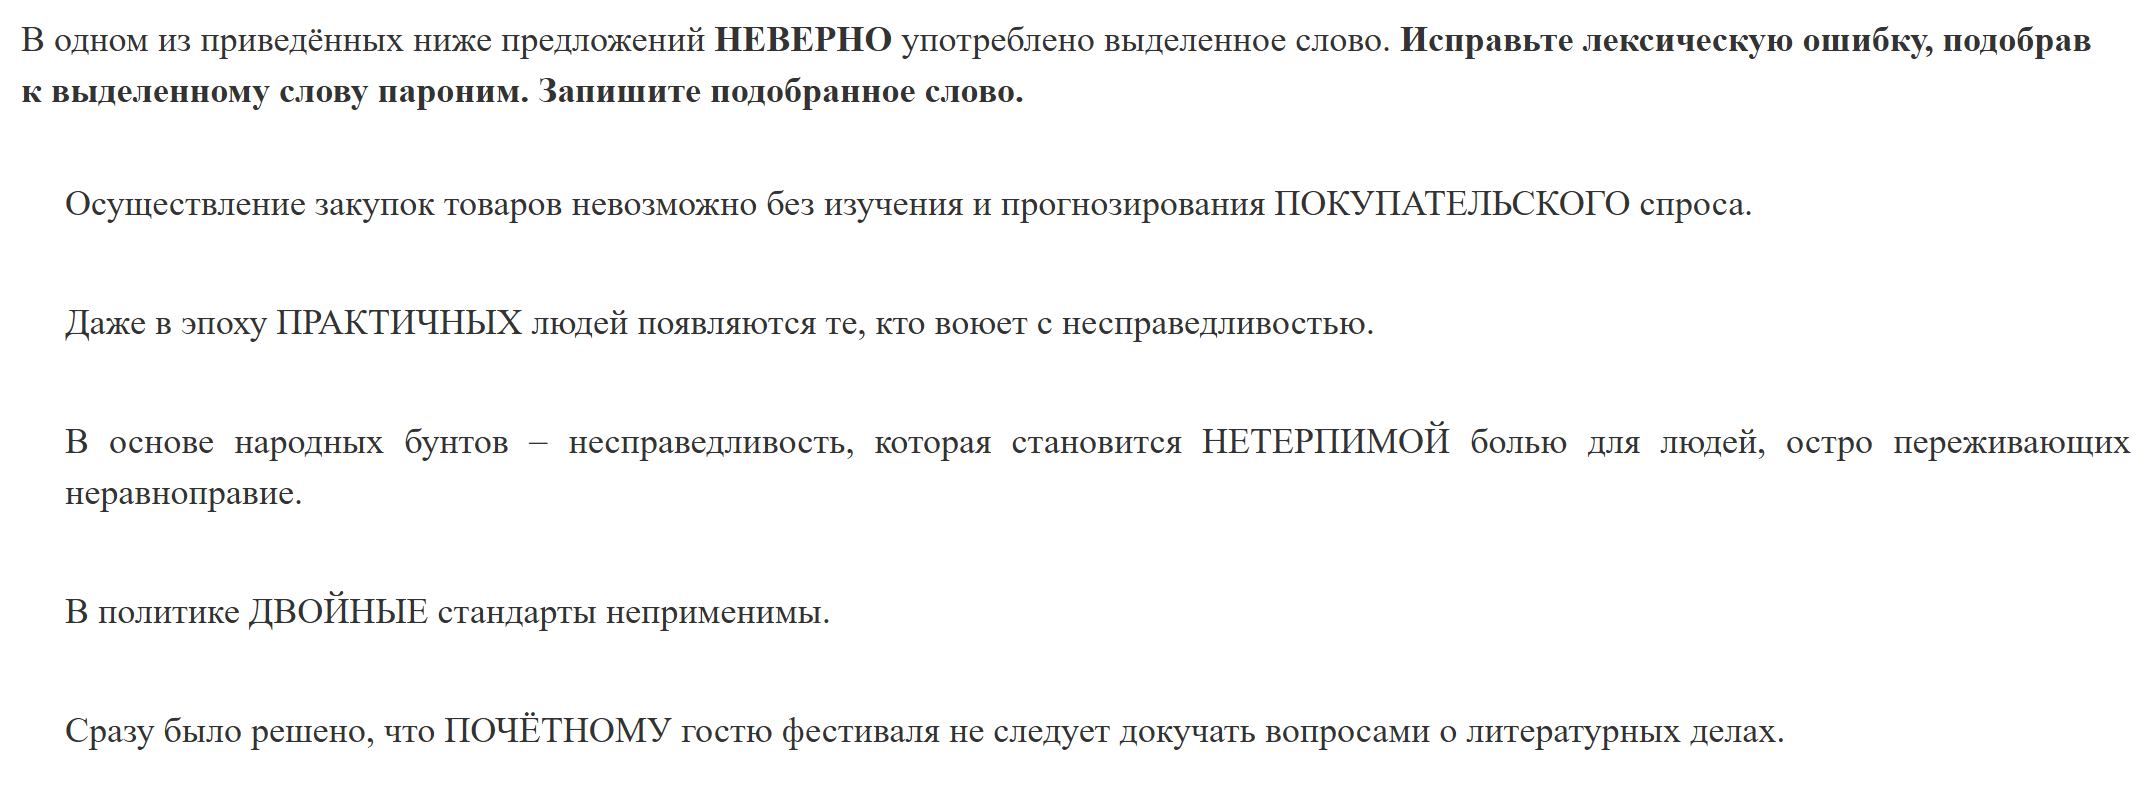 В одном из приведённых ниже предложений НЕВЕРНО употреблено выделенное слово. Исправьте лексическую ошибку, подобрав
к выделенному слову пароним. Запишите подобранное слово.
Осуществление закупок товаров невозможно без изучения и прогнозирования ПОКУПАТЕЛЬСКОГО спроса.
Даже в эпоху ПРАКТИЧНЫХ людей появляются те, кто воюет с несправедливостью.
В основе народных бунтов – несправедливость, которая становится НЕТЕРПИМОЙ болью для людей, остро переживающих
неравноправие.
В политике ДВОЙНЫЕ стандарты неприменимы.
Сразу было решено, что ПОЧЁТНОМУ гостю фестиваля не следует докучать вопросами о литературных делах.